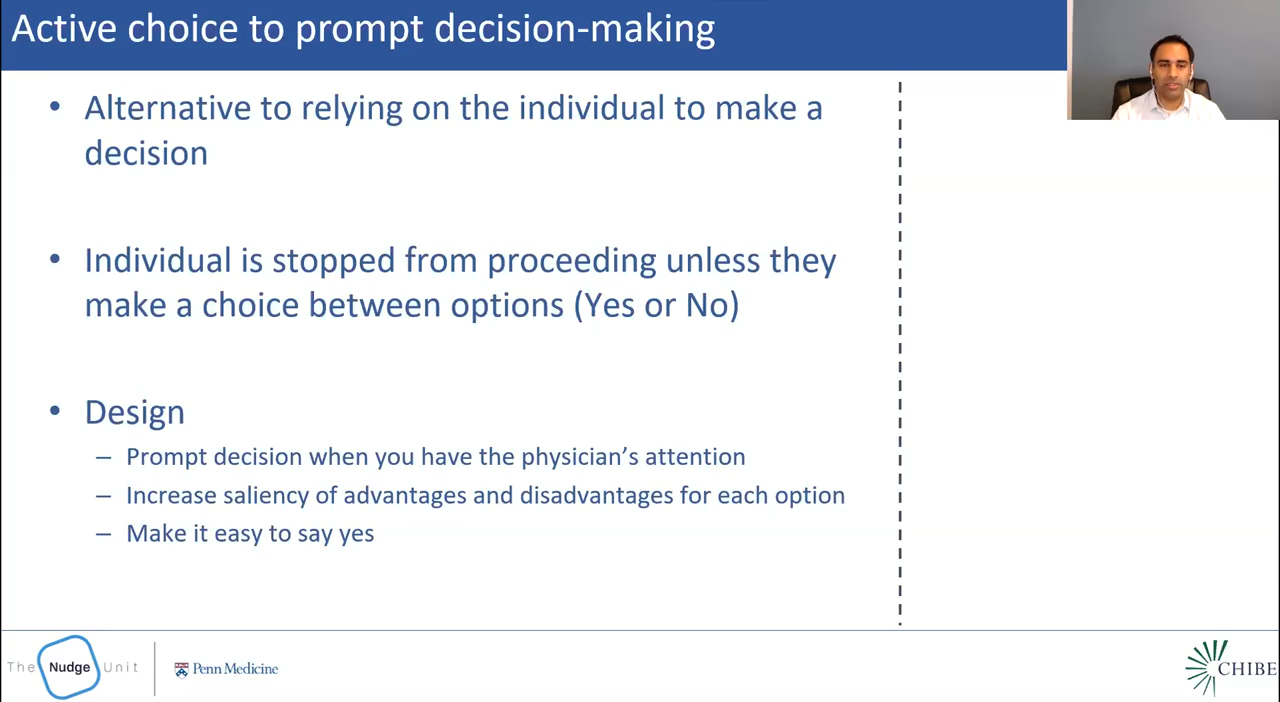 Active choice to prompt decision-making
• Alternative to relying on the individual to make a
decision
• Individual is stopped from proceeding unless they
make a choice between options (Yes or No)
• Design
– Prompt decision when you have the physician’s attention
– Increase saliency of advantages and disadvantages for each option
– Make it easy to say yes
The Nudge Unit
Penn Medicine
CHIBE